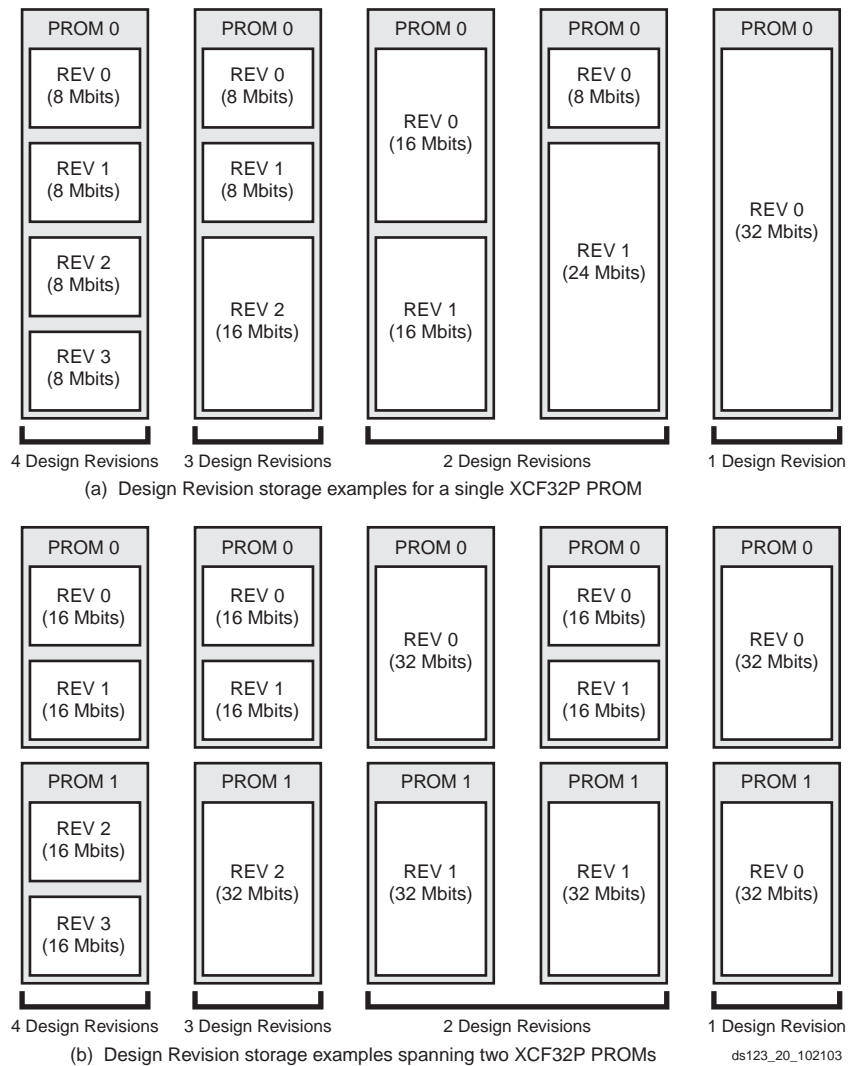 PROM 0
REV 0
(8 Mbits)
REV 1
(8 Mbits)
REV 2
(8 Mbits)
REV 3
(8 Mbits)
PROM 0
REV 0
(8 Mbits)
REV 1
(8 Mbits)
REV 2
(16 Mbits)
PROM 0
REV 0
(16 Mbits)
REV 1
(16 Mbits)
PROM 0
REV 0
(8 Mbits)
REV 1
(24 Mbits)
PROM 0
REV 0
(32 Mbits)
4 Design Revisions
3 Design Revisions
2 Design Revisions
1 Design Revision
(a) Design Revision storage examples for a single XCF32P PROM
PROM 0
REV 0
(16 Mbits)
REV 1
(16 Mbits)
PROM 0
REV 0
(16 Mbits)
REV 1
(16 Mbits)
PROM 0
REV 0
(32 Mbits)
PROM 0
REV 0
(16 Mbits)
REV 1
(16 Mbits)
PROM 0
REV 0
(32 Mbits)
PROM 1
REV 2
(16 Mbits)
REV 3
(16 Mbits)
PROM 1
REV 2
(32 Mbits)
PROM 1
REV 1
(32 Mbits)
PROM 1
REV 1
(32 Mbits)
PROM 1
REV 0
(32 Mbits)
4 Design Revisions
3 Design Revisions
2 Design Revisions
1 Design Revision
(b) Design Revision storage examples spanning two XCF32P PROMs
ds123_20_102103